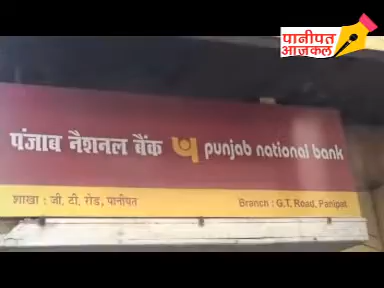 पानीपत
आजकल
पंजाब नैशनल बैंक punjab national bank
शाखा : जी. टी. रोड, पानीपत Branch : G.T. Road, Panipat